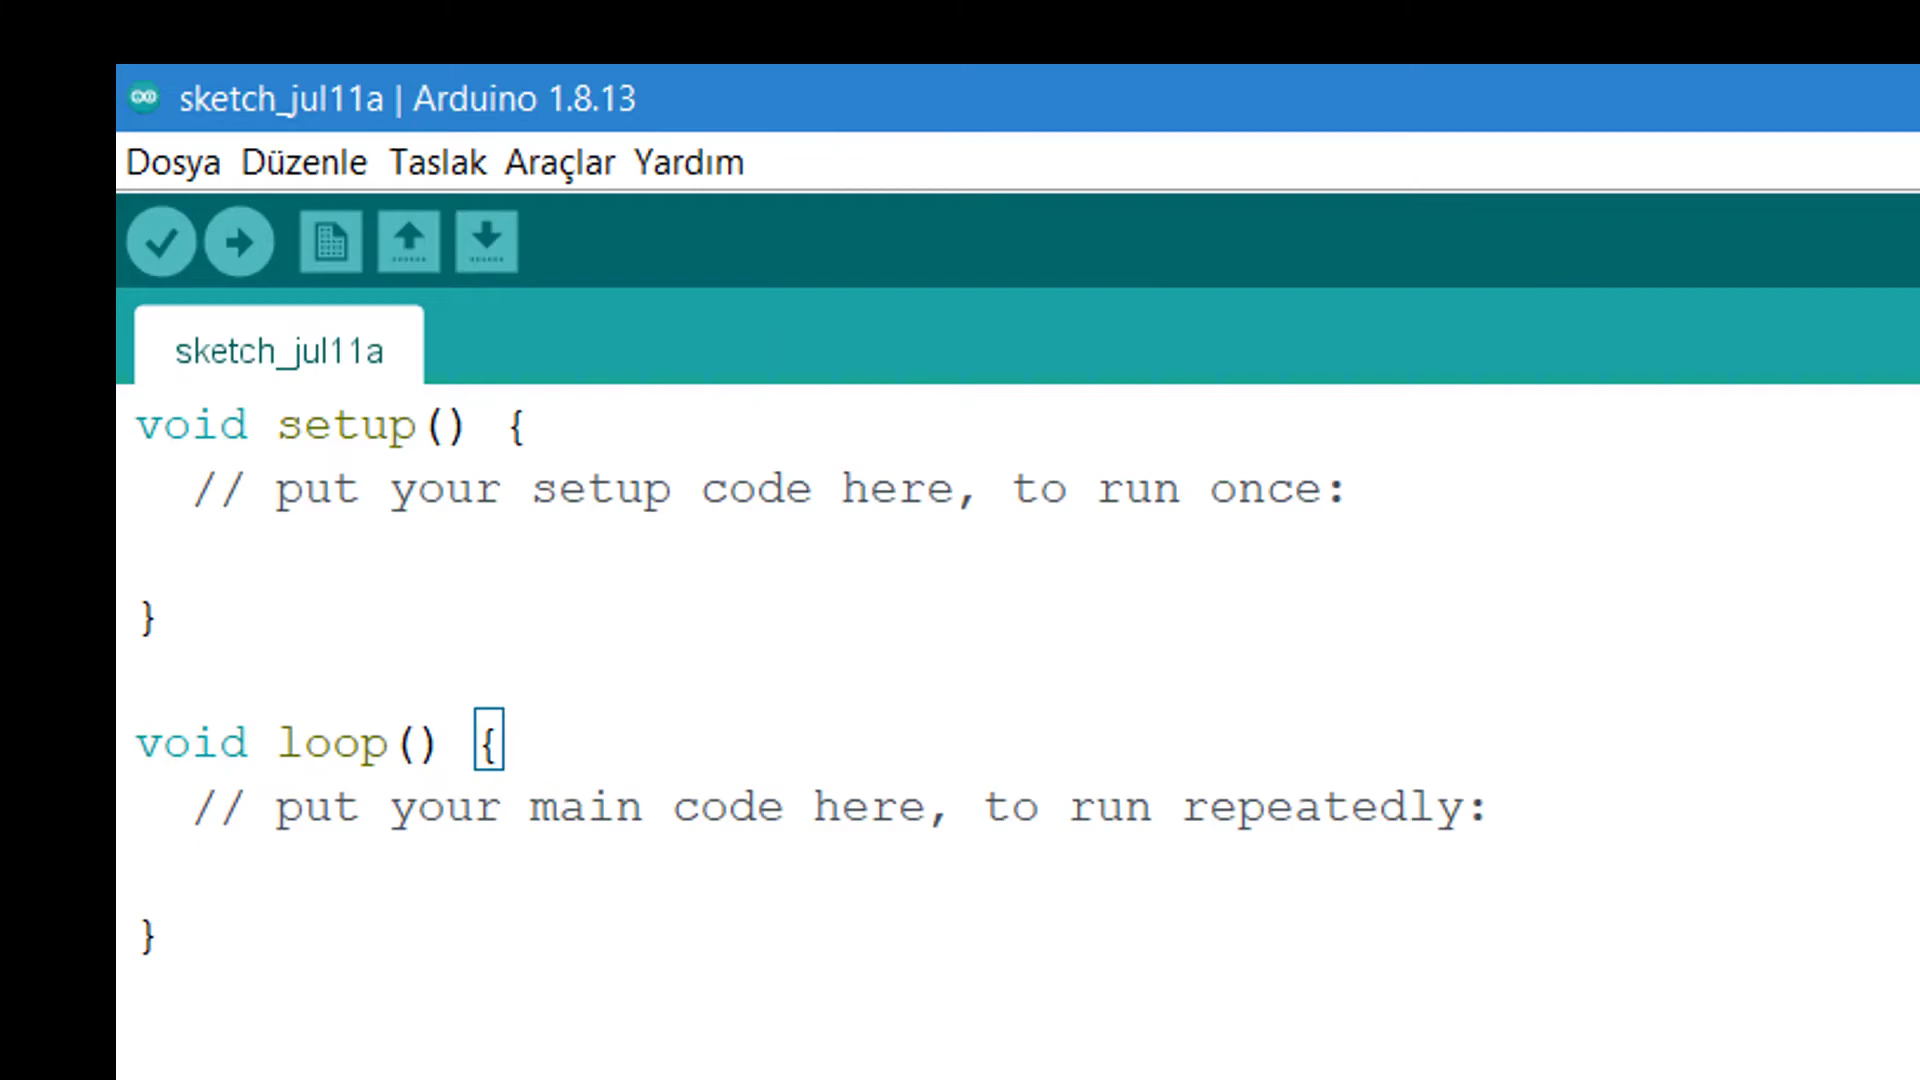 sketch_jul11a | Arduino 1.8.13
Dosya Düzenle Taslak Araçlar Yardım
sketch_jul11a
void setup() {
  // put your setup code here, to run once:
}
void loop() {
  // put your main code here, to run repeatedly:
}